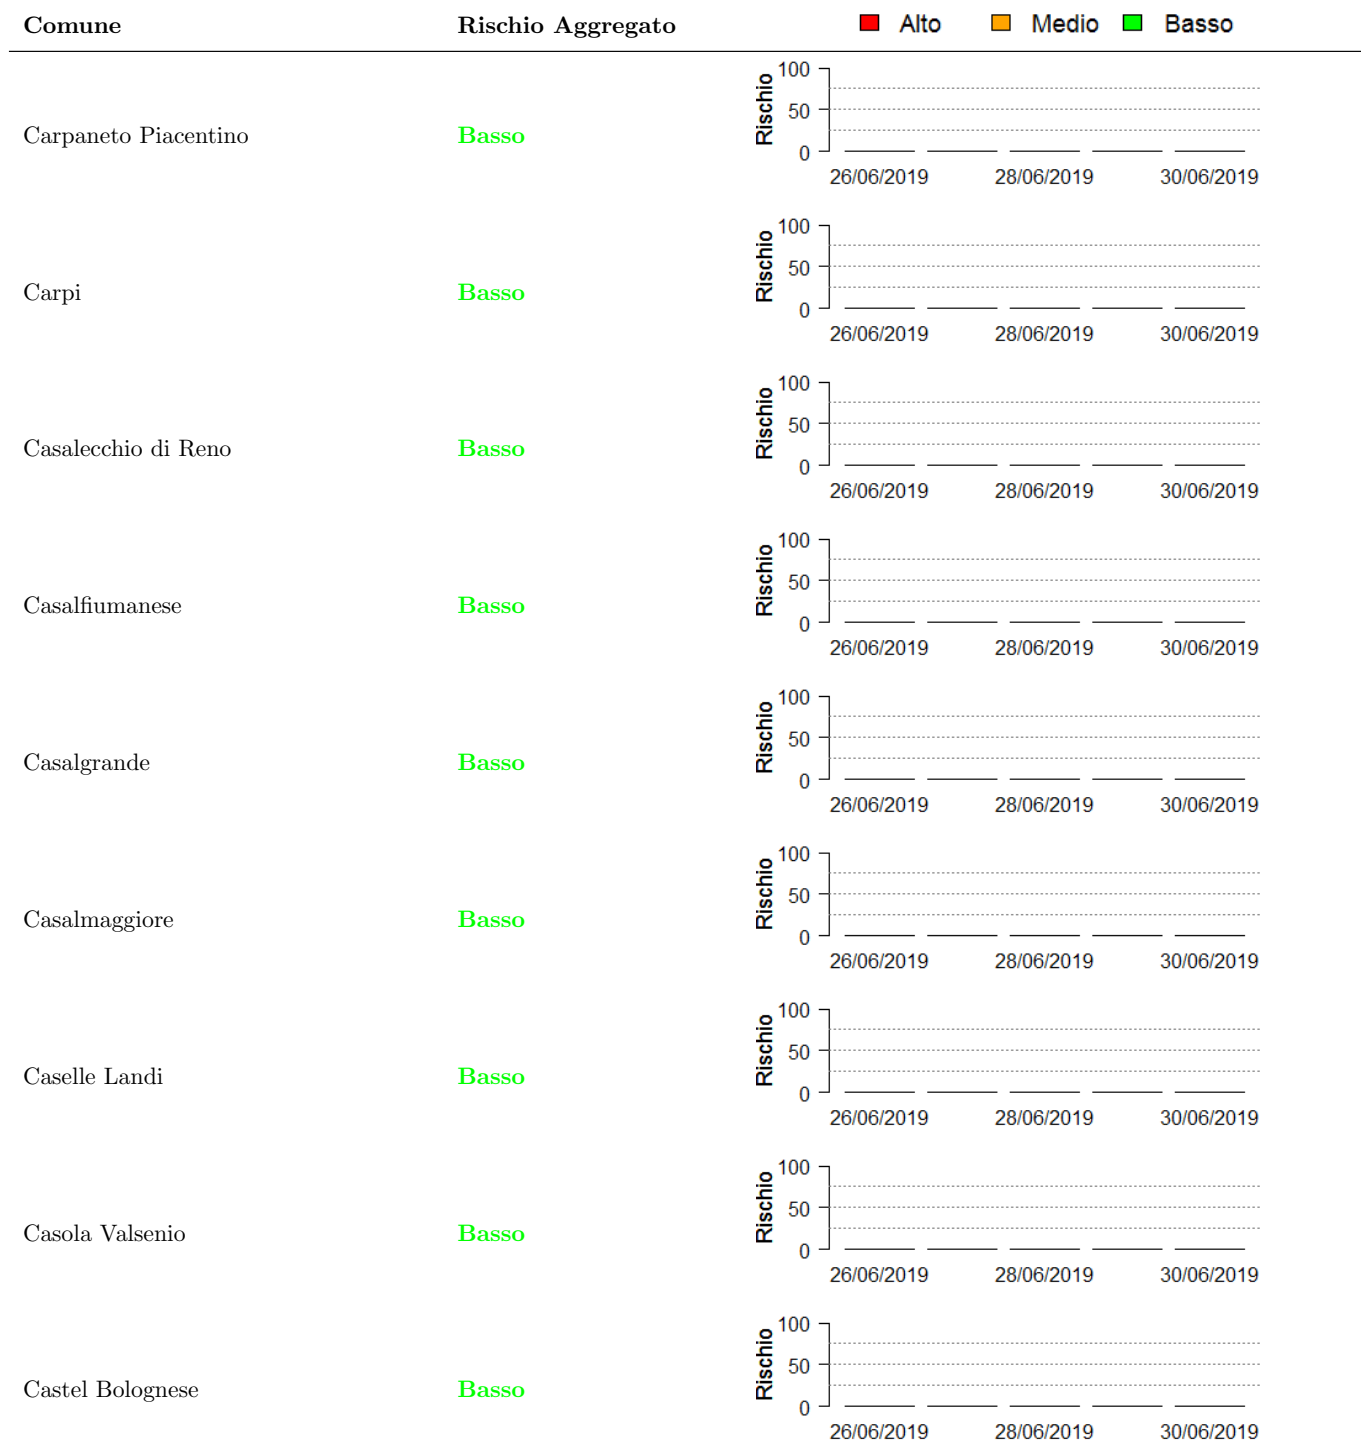 Comune Rischio Aggregato Alto Medio Basso
100
50
0
Rischio
Carpaneto Piacentino Basso
26/06/2019 28/06/2019 30/06/2019
100
50
0
Rischio
Carpi Basso
26/06/2019 28/06/2019 30/06/2019
100
50
0
Rischio
Casalecchio di Reno Basso
26/06/2019 28/06/2019 30/06/2019
100
50
0
Rischio
Casalfiumanese Basso
26/06/2019 28/06/2019 30/06/2019
100
50
0
Rischio
Casalgrande Basso
26/06/2019 28/06/2019 30/06/2019
100
50
0
Rischio
Casalmaggiore Basso
26/06/2019 28/06/2019 30/06/2019
100
50
0
Rischio
Caselle Landi Basso
26/06/2019 28/06/2019 30/06/2019
100
50
0
Rischio
Casola Valsenio Basso
26/06/2019 28/06/2019 30/06/2019
100
50
0
Rischio
Castel Bolognese Basso
26/06/2019 28/06/2019 30/06/2019